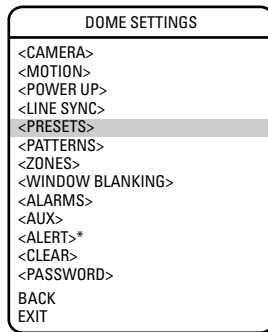 DOME SETTINGS
<CAMERA>
<MOTION>
<POWER UP>
<LINE SYNC>
<PRESETS>
<PATTERNS>
<ZONES>
<WINDOW BLANKING>
<ALARMS>
<AUX>
<ALERT>*
<CLEAR>
<PASSWORD>
BACK
EXIT